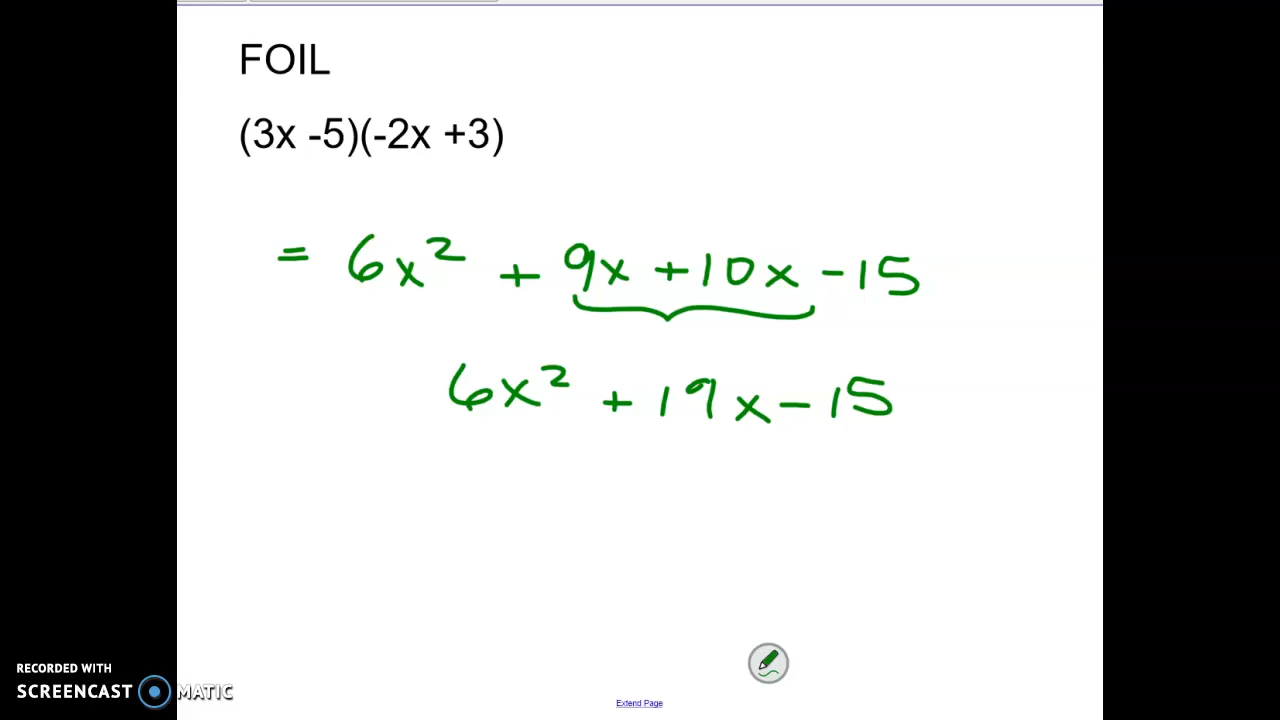 FOIL
(3x -5)(-2x +3)
= 6x² + 9x + 10x - 15
6x² + 19x - 15
RECORDED WITH
SCREENCAST MATIC
Extend Page